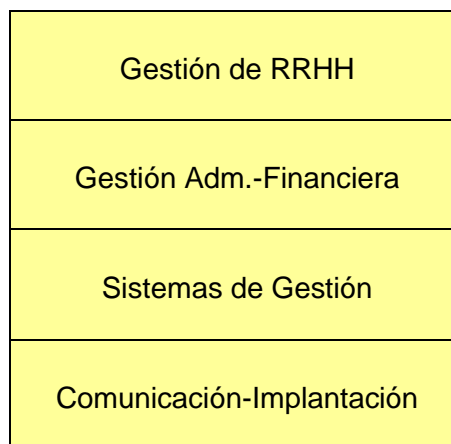 Gestión de RRHH
Gestión Adm.-Financiera
Sistemas de Gestión
Comunicación-Implantación